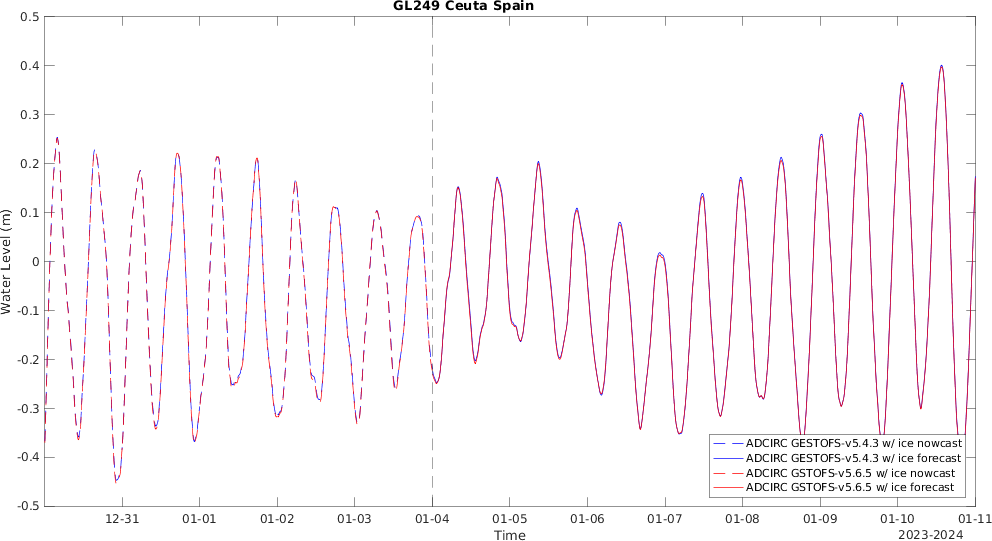 GL249 Ceuta Spain
0.5
0.4
0.3
0.2
0.1
0
-0.1
-0.2
-0.3
-0.4
-0.5
Water Level (m)
ADCIRC GESTOFS-v5.4.3 w/ ice nowcast
ADCIRC GESTOFS-v5.4.3 w/ ice forecast
ADCIRC GSTOFS-v5.6.5 w/ ice nowcast
ADCIRC GSTOFS-v5.6.5 w/ ice forecast
12-31 01-01 01-02 01-03 01-04 01-05 01-06 01-07 01-08 01-09 01-10 01-11
Time
2023-2024